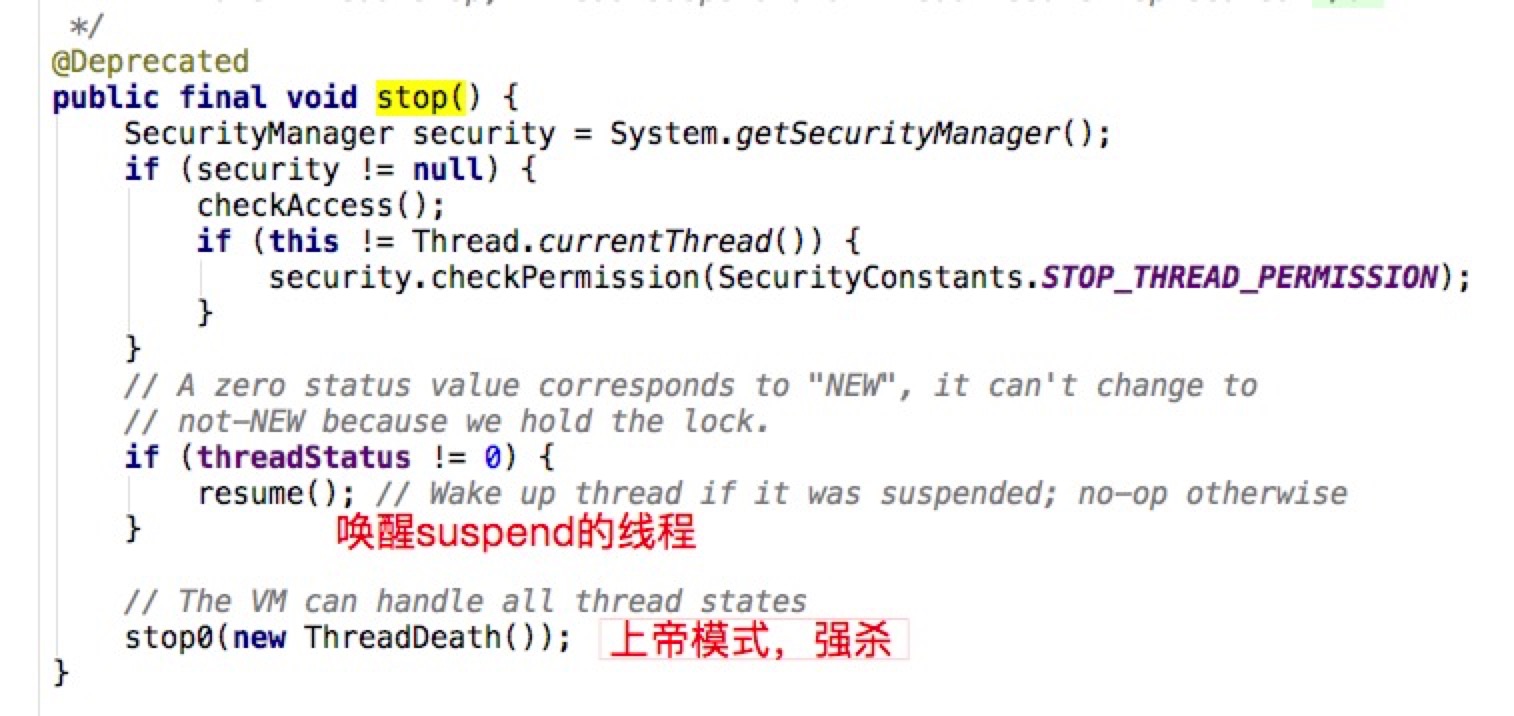 */
@Deprecated
public final void stop() {
SecurityManager security = System.getSecurityManager();
if (security != null) {
checkAccess();
if (this != Thread.currentThread()) {
security.checkPermission(SecurityConstants.STOP_THREAD_PERMISSION);
}
}
// A zero status value corresponds to "NEW", it can't change to
// not-NEW because we hold the lock.
if (threadStatus != 0) {
resume(); // Wake up thread if it was suspended; no-op otherwise
} 唤醒suspend的线程
// The VM can handle all thread states
stop0(new ThreadDeath()); 上帝模式，强杀
}